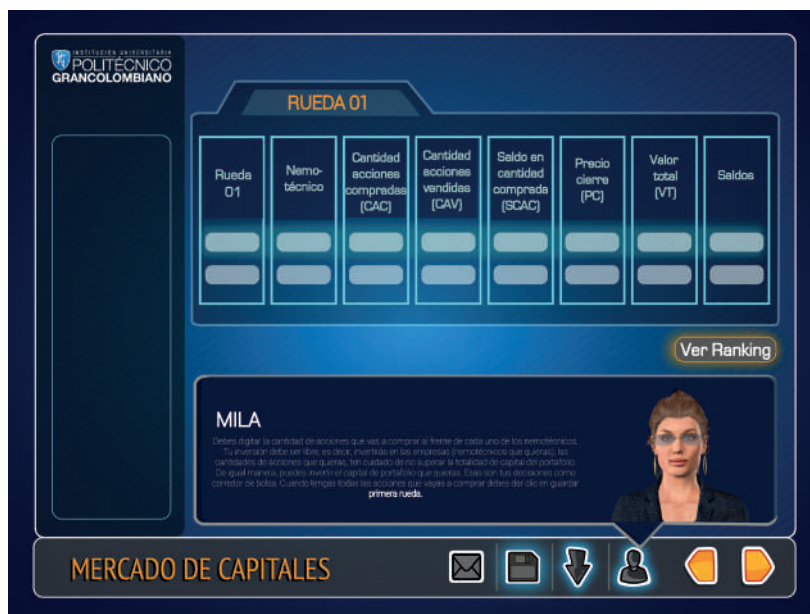 INSTITUCIÓN UNIVERSITARIA
POLITÉCNICO
GRANCOLOMBIANO
RUEDA 01
Rueda
01
Nemo-
técnico
Cantidad
acciones
compradas
(CAC)
Cantidad
acciones
vendidas
(CAV)
Saldo en
cantidad
comprada
(SCAC)
Precio
cierre
(PC)
Valor
total
(VT)
Saldos
Ver Ranking
MILA
Debes digitar la cantidad de acciones que vas a comprar al frente de cada uno de los nemotécnicos.
Tu inversión debe ser libre, es decir, invertirás en las empresas (nemotécnicos que quieras), las
cantidades de acciones que quieras, ten cuidado de no superar la totalidad de capital del portafolio.
De igual manera, puedes invertir el capital de portafolio que quieras. Esas son tus decisiones como
corredor de bolsa. Cuando tengas todas las acciones que vayas a comprar debes dar clic en guardar
primera rueda.
MERCADO DE CAPITALES